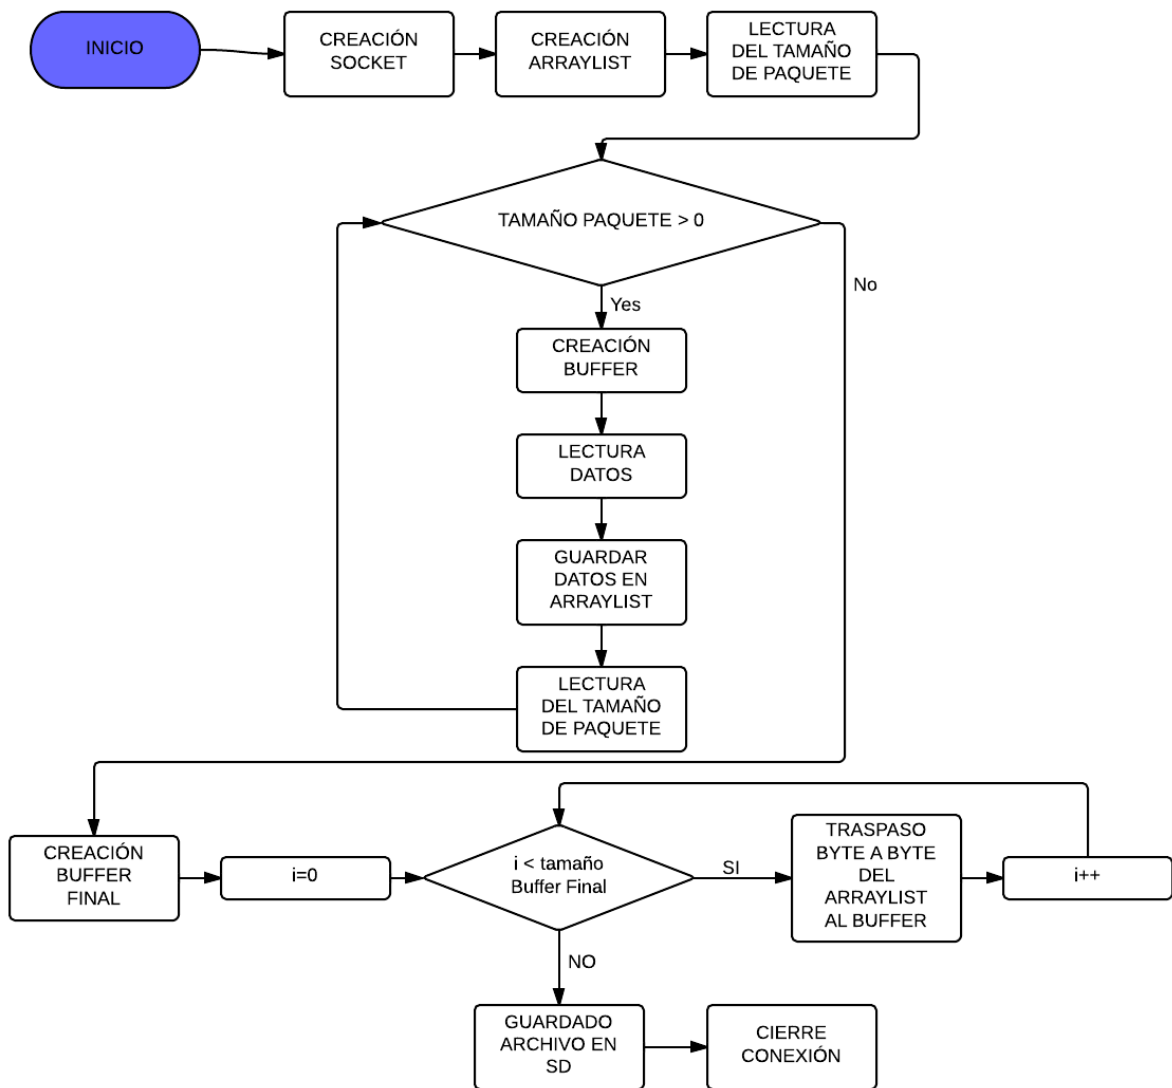 INICIO
CREACIÓN
SOCKET
CREACIÓN
ARRAYLIST
LECTURA
DEL TAMAÑO
DE PAQUETE
TAMAÑO PAQUETE > 0
No
Yes
CREACIÓN
BUFFER
LECTURA
DATOS
GUARDAR
DATOS EN
ARRAYLIST
LECTURA
DEL TAMAÑO
DE PAQUETE
CREACIÓN
BUFFER
FINAL
i=0
i < tamaño
Buffer Final
SI
TRASPASO
BYTE A BYTE
DEL
ARRAYLIST
AL BUFFER
i++
NO
GUARDADO
ARCHIVO EN
SD
CIERRE
CONEXIÓN